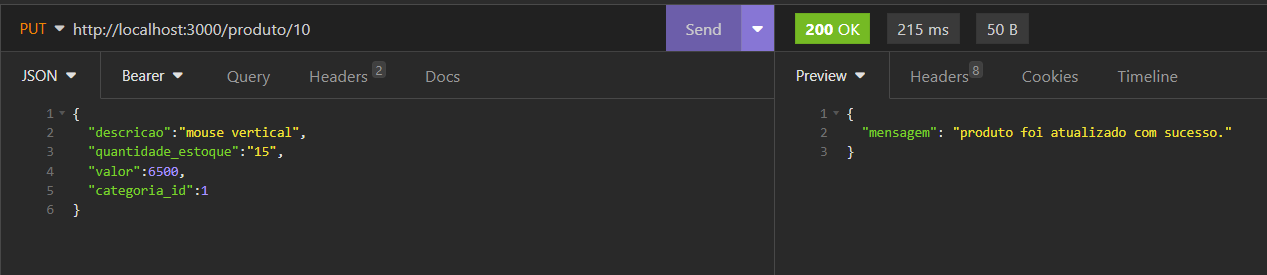 PUT http://localhost:3000/produto/10 Send
JSON Bearer Query Headers 2 Docs
1 {
2 "descricao":"mouse vertical",
3 "quantidade_estoque":"15",
4 "valor":6500,
5 "categoria_id":1
6 }
200 OK 215 ms 50 B
Preview Headers 8 Cookies Timeline
1 {
2 "mensagem": "produto foi atualizado com sucesso."
3 }